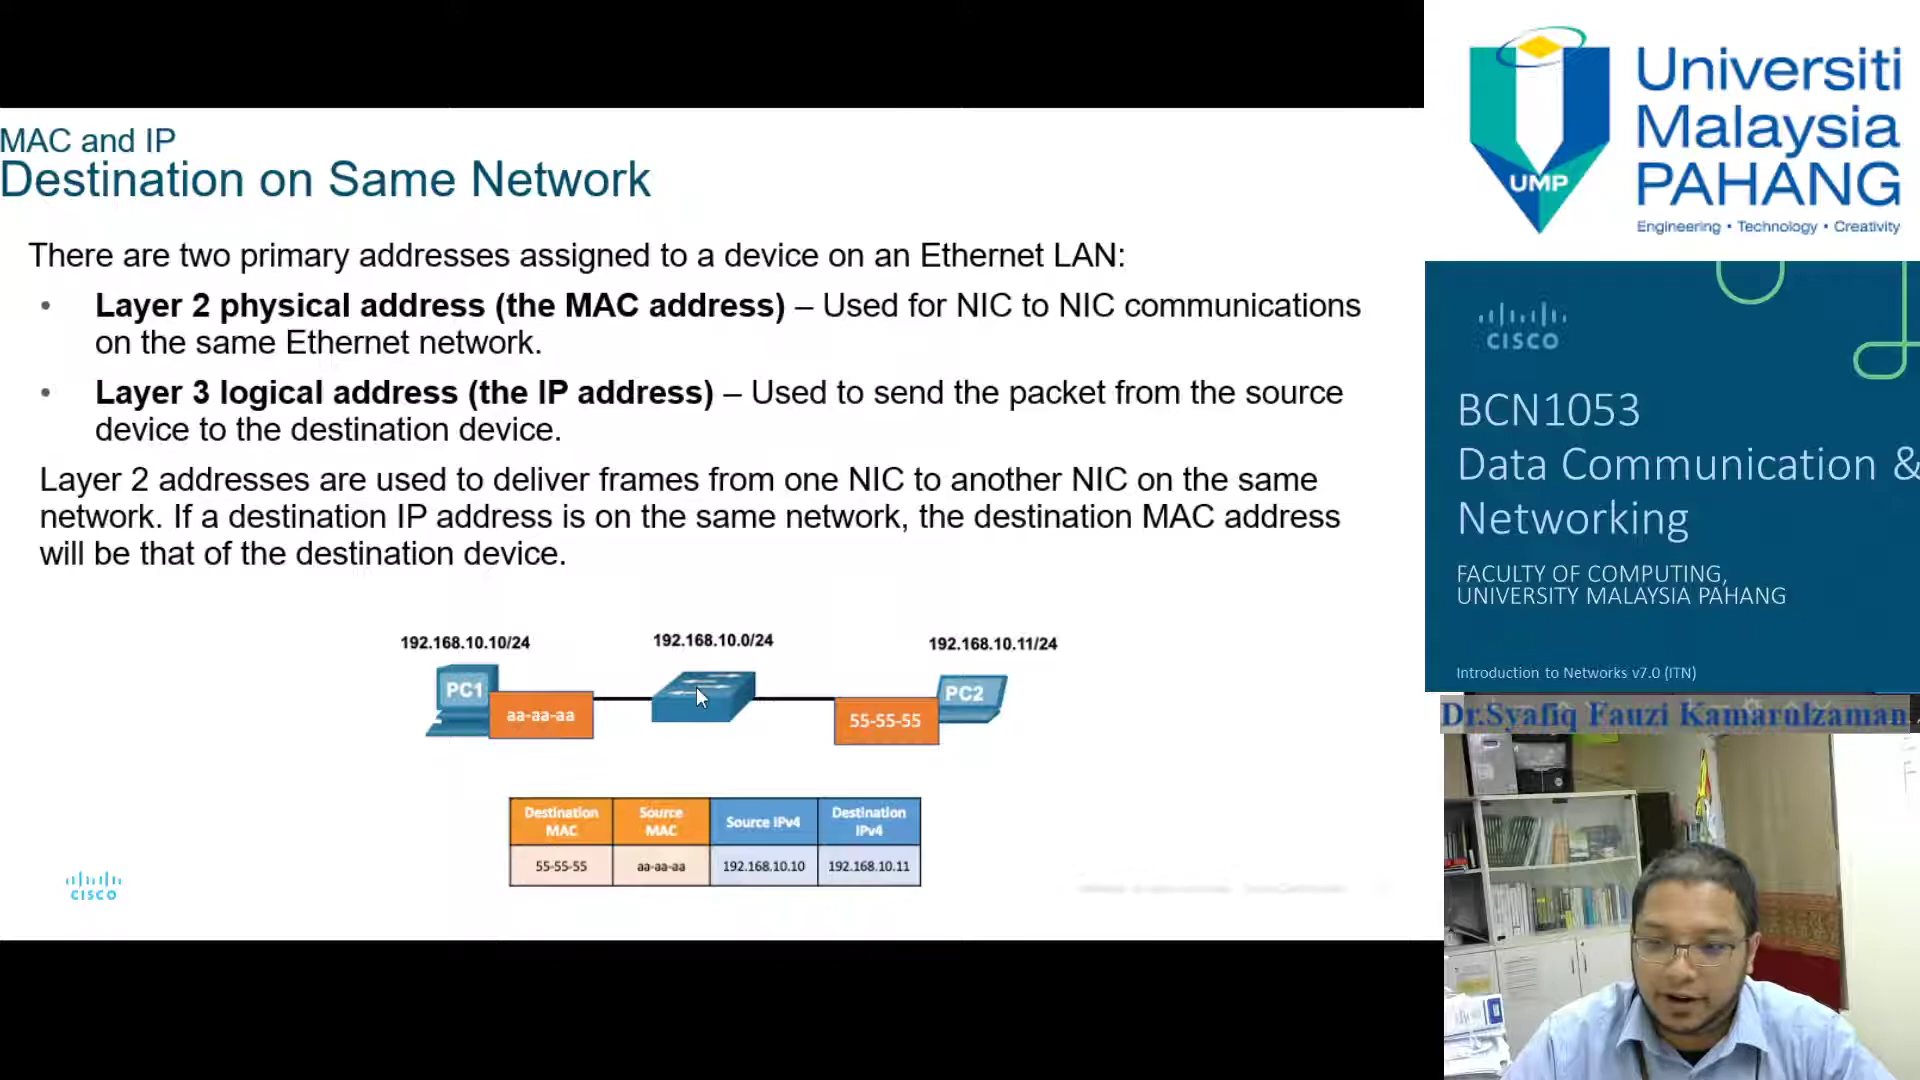 MAC and IP
Destination on Same Network
There are two primary addresses assigned to a device on an Ethernet LAN:
• Layer 2 physical address (the MAC address) – Used for NIC to NIC communications
on the same Ethernet network.
• Layer 3 logical address (the IP address) – Used to send the packet from the source
device to the destination device.
Layer 2 addresses are used to deliver frames from one NIC to another NIC on the same
network. If a destination IP address is on the same network, the destination MAC address
will be that of the destination device.
192.168.10.10/24
192.168.10.0/24
192.168.10.11/24
PC1
aa-aa-aa
55-55-55
PC2
Destination MAC
Source MAC
Source IPv4
Destination IPv4
55-55-55
aa-aa-aa
192.168.10.10
192.168.10.11
CISCO
UMP
Universiti
Malaysia
PAHANG
Engineering • Technology • Creativity
CISCO
BCN1053
Data Communication &
Networking
FACULTY OF COMPUTING,
UNIVERSITY MALAYSIA PAHANG
Introduction to Networks v7.0 (ITN)
Dr.Syafiq Fauzi Kamarulzaman